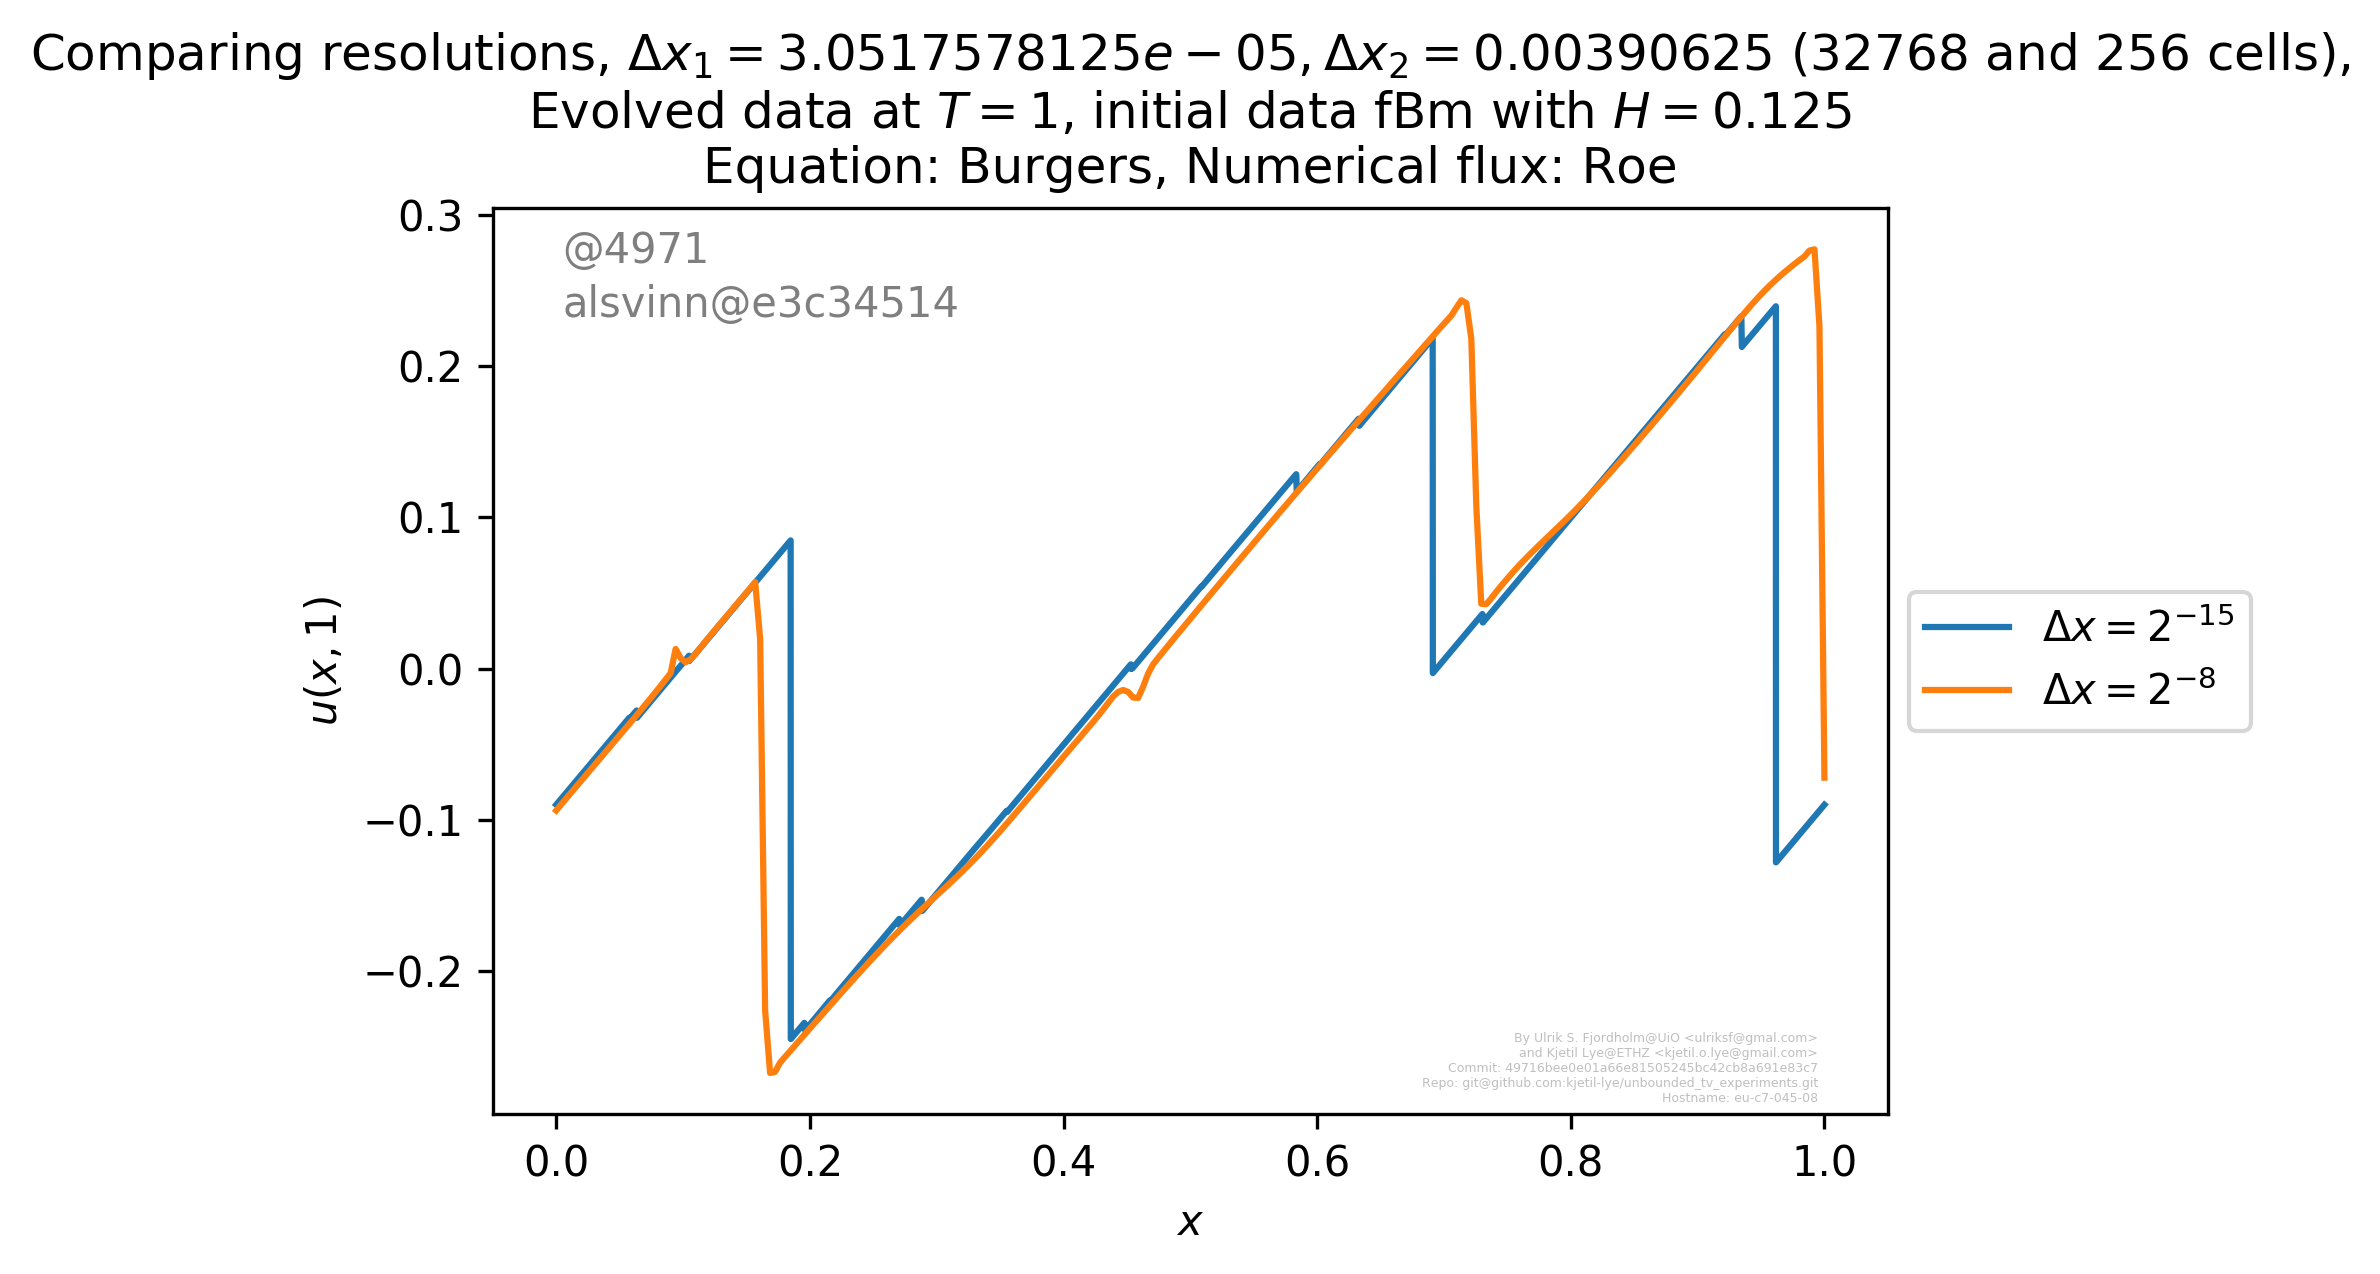 Comparing resolutions, Δx₁ = 3.0517578125e − 05, Δx₂ = 0.00390625 (32768 and 256 cells),
Evolved data at T = 1, initial data fBm with H = 0.125
Equation: Burgers, Numerical flux: Roe
@4971
alsvinn@e3c34514
0.3
0.2
0.1
0.0
−0.1
−0.2
u(x, 1)
Δx = 2⁻¹⁵
Δx = 2⁻⁸
By Ulrik S. Fjordholm@UiO <ulriksf@gmal.com>
and Kjetil Lye@ETHZ <kjetil.o.lye@gmail.com>
Commit: 49716bee0e01a66e81505245bc42cb8a691e83c7
Repo: git@github.com:kjetil-lye/unbounded_tv_experiments.git
Hostname: eu-c7-045-08
0.0 0.2 0.4 0.6 0.8 1.0
x